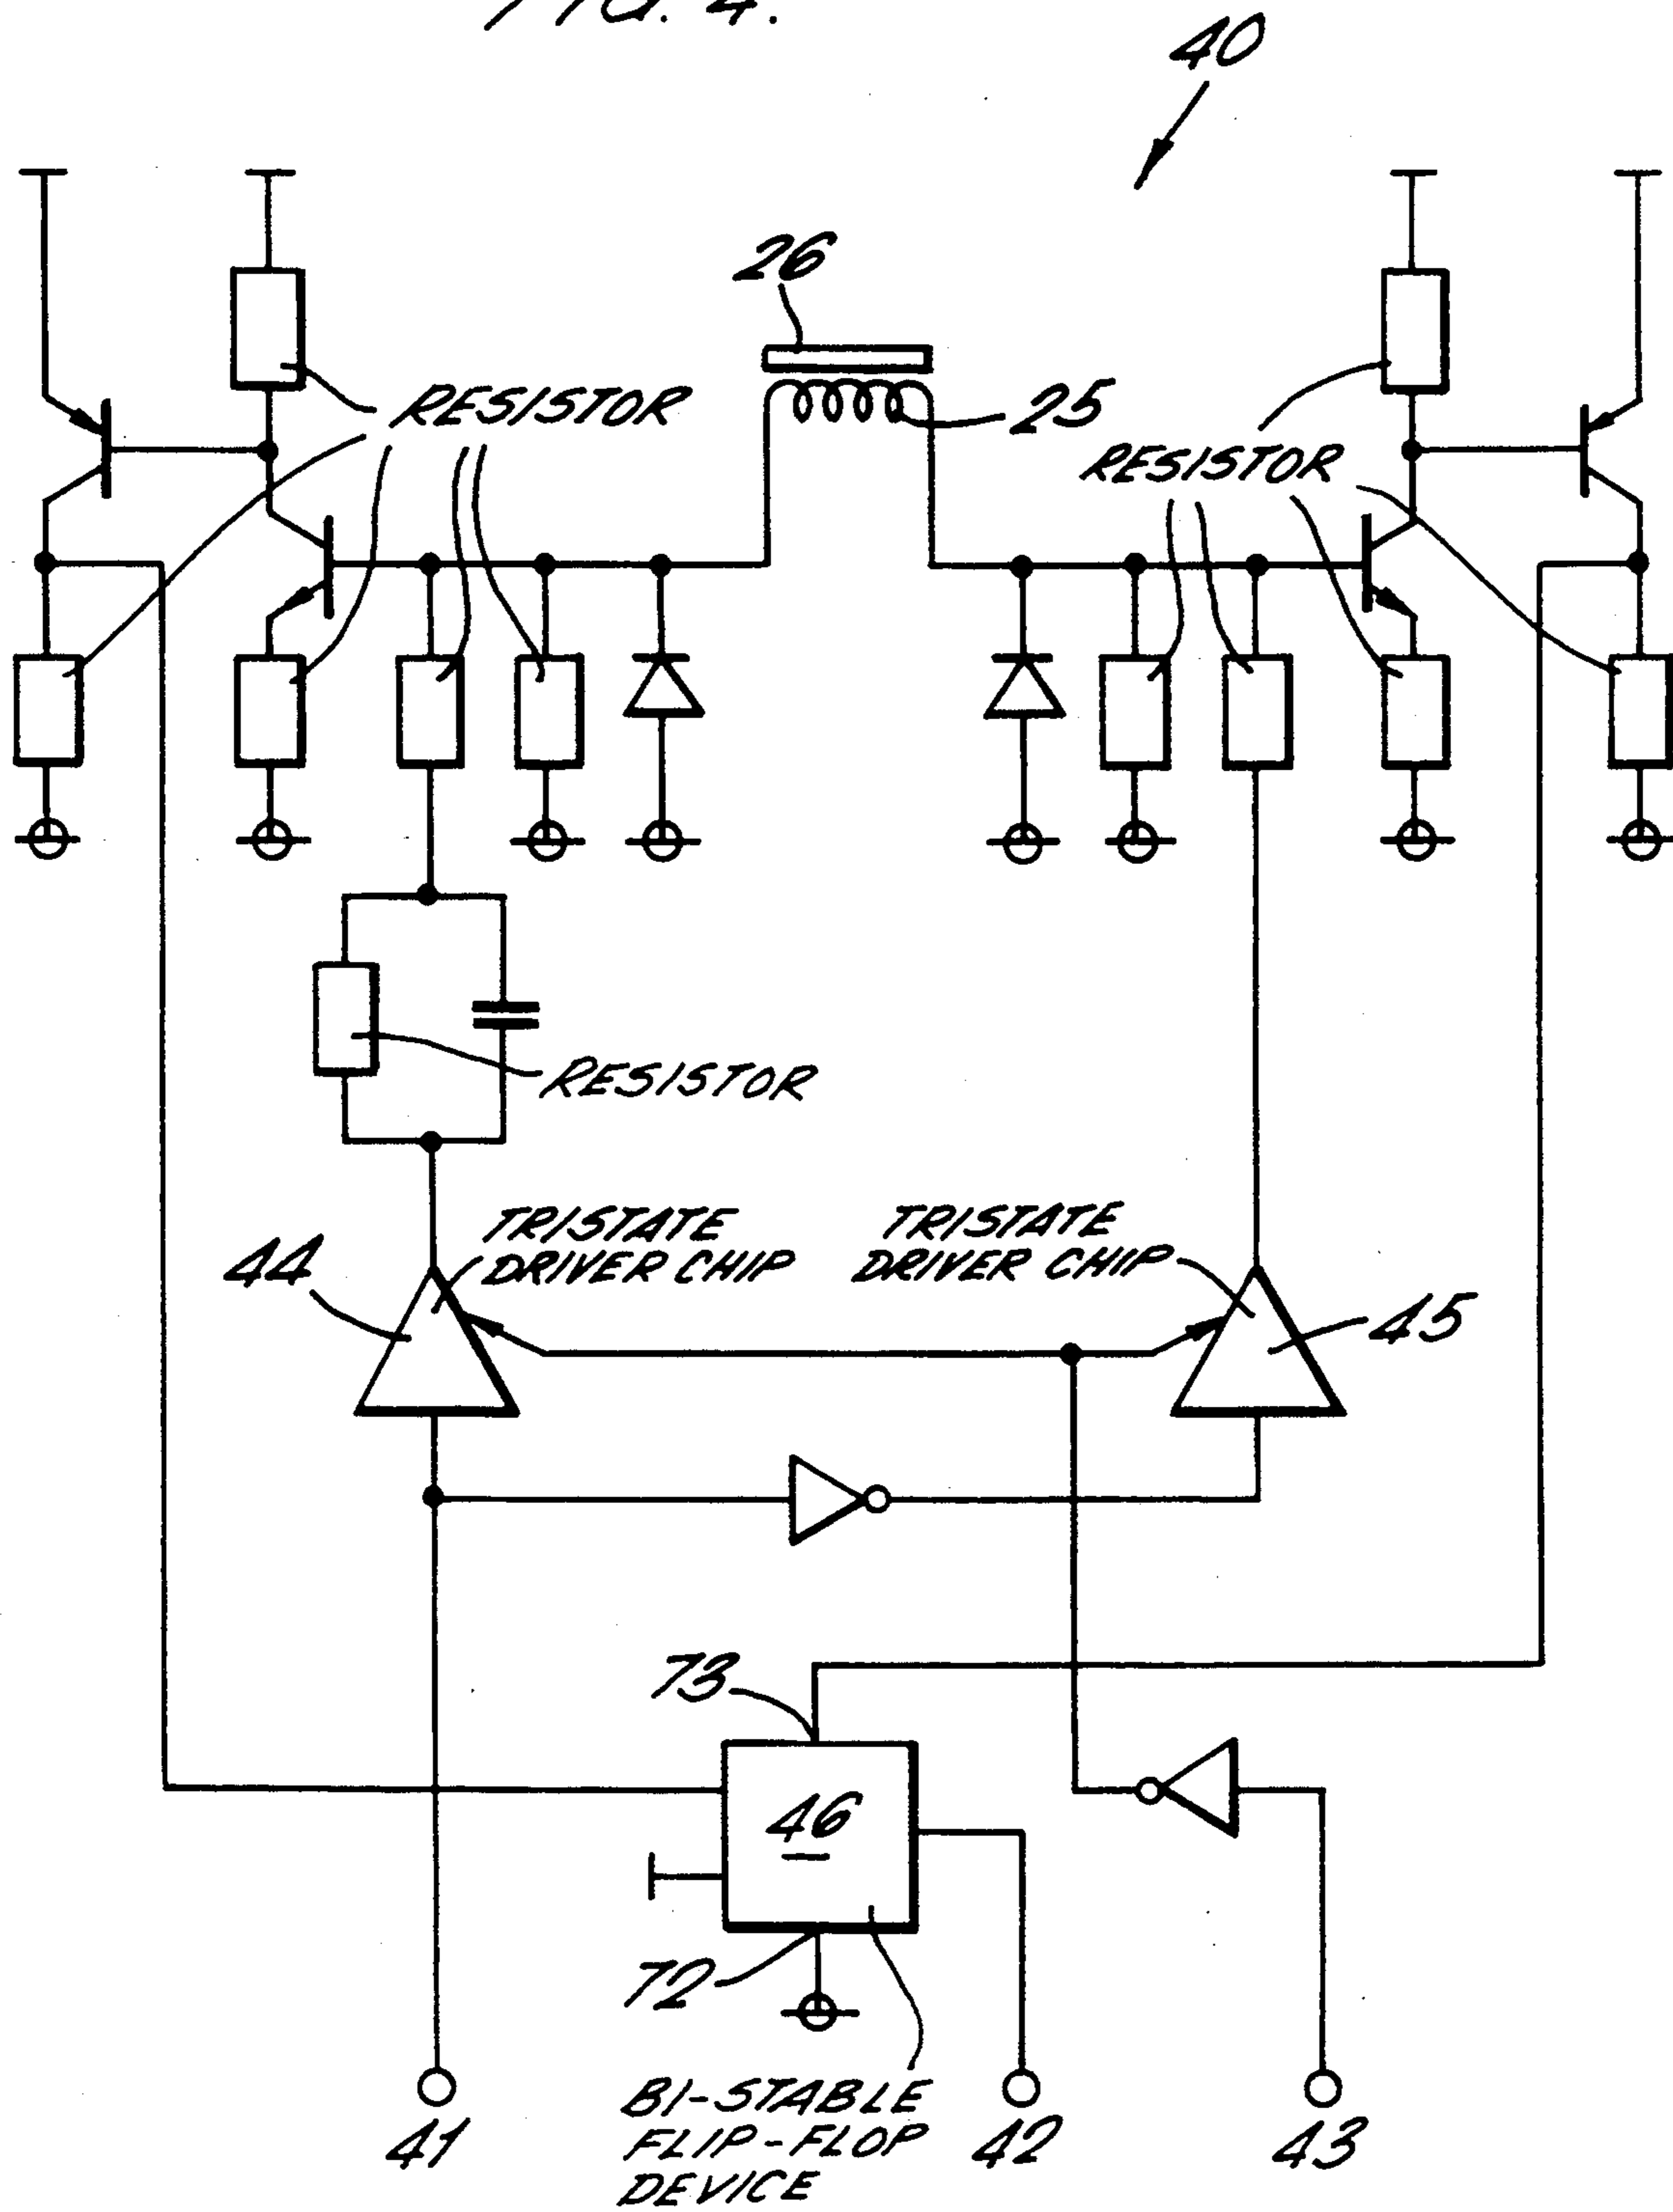 FIG. 4.
40
26
RESISTOR
25
RESISTOR
RESISTOR
TRISTATE
DRIVER CHIP
TRISTATE
DRIVER CHIP
44
45
73
46
72
BI-STABLE
FLIP-FLOP
DEVICE
41
42
43